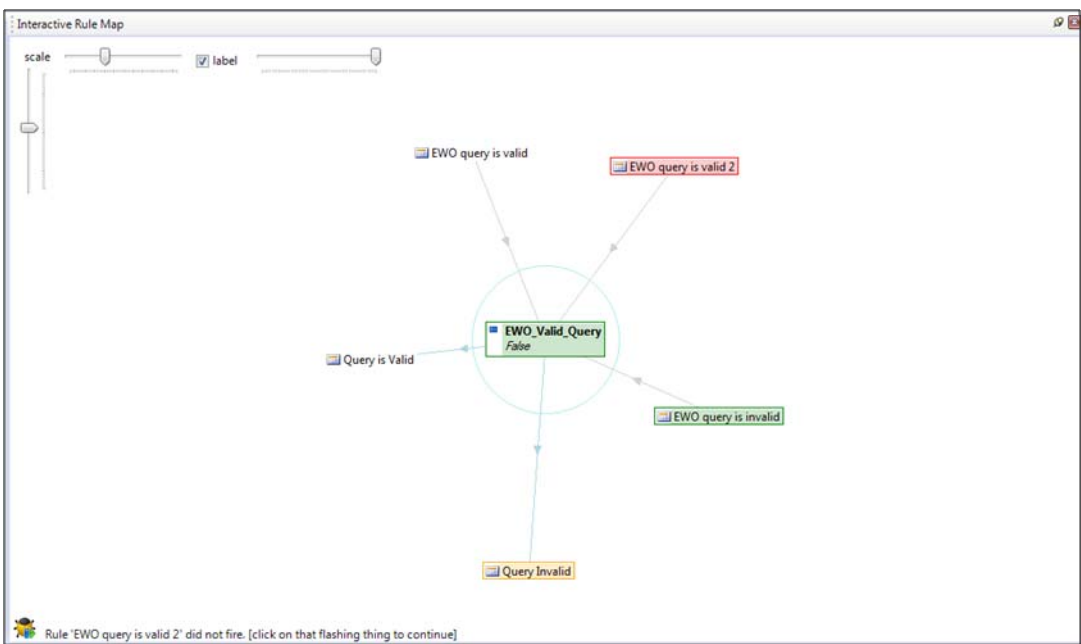 Interactive Rule Map
scale
label
EWO query is valid
EWO query is valid 2
EWO_Valid_Query
False
Query is Valid
EWO query is invalid
Query Invalid
Rule 'EWO query is valid 2' did not fire. [click on that flashing thing to continue]